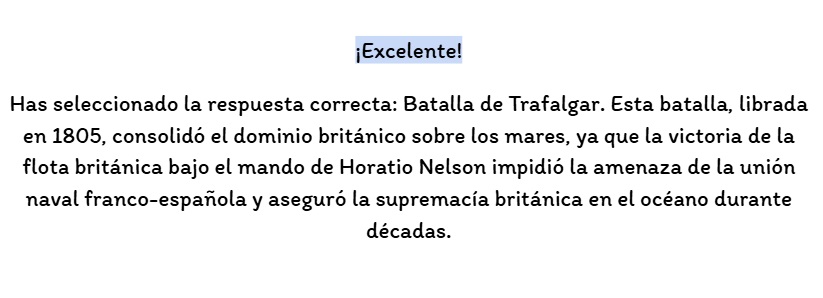 ¡Excelente!
Has seleccionado la respuesta correcta: Batalla de Trafalgar. Esta batalla, librada
en 1805, consolidó el dominio británico sobre los mares, ya que la victoria de la
flota británica bajo el mando de Horatio Nelson impidió la amenaza de la unión
naval franco-española y aseguró la supremacía británica en el océano durante
décadas.